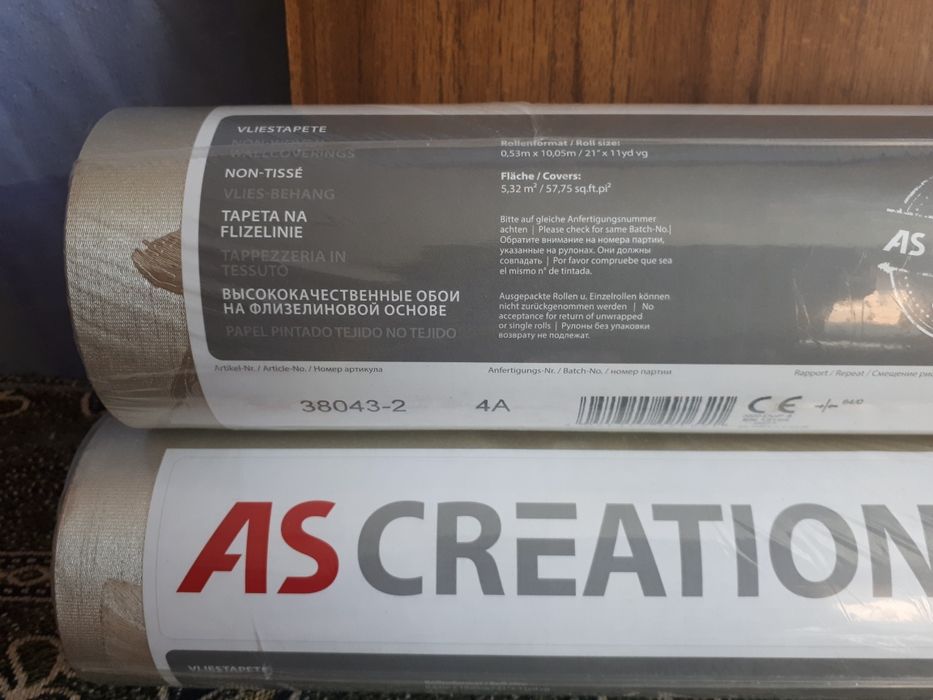 VLIESTAPETE
NON-WOVEN
WALLCOVERINGS
NON-TISSÉ
VLIES-BEHANG
TAPETA NA
FLIZELINIE
TAPPEZZERIA IN
TESSUTO
ВЫСОКОКАЧЕСТВЕННЫЕ ОБОИ
НА ФЛИЗЕЛИНОВОЙ ОСНОВЕ
PAPEL PINTADO TEJIDO NO TEJIDO
Rollenformat / Roll size:
0,53m x 10,05m / 21" x 11yd vg
Fläche / Covers:
5,32 m² / 57,75 sq.ft.pi²
Bitte auf gleiche Anfertigungsnummer
achten | Please check for same Batch-No.|
Обратите внимание на номера партии,
указанные на рулонах. Они должны
совпадать | Por favor compruebe que sea
el mismo n° de tintada.
Ausgepackte Rollen u. Einzelrollen können
nicht zurückgenommen werden | No
acceptance for return of unwrapped
or single rolls | Рулоны без упаковки
возврату не подлежат.
AS
Artikel-Nr. / Article-No. / Номер артикула
Anfertigungs-Nr. / Batch-No. / номер партии
Rapport / Repeat / Смещение
38043-2
4A
CE
64/0
AS CREATION
VLIESTAPETE